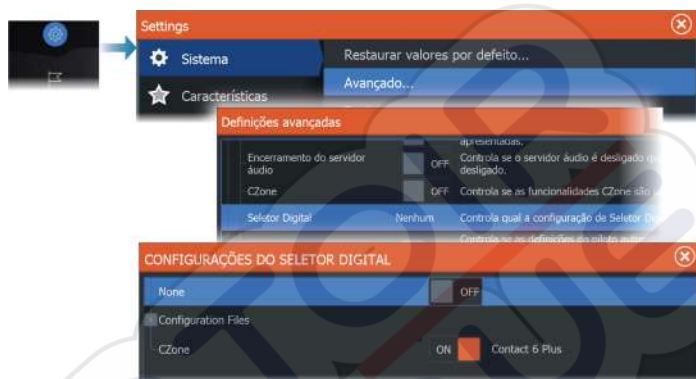 Settings
Sistema
Restaurar valores por defeito...
Avançado...
Características
Definições avançadas
apresentadas.
Encerramento do servidor áudio
OFF
Controla se o servidor áudio é desligado
desligado.
CZone
OFF
Controla se as funcionalidades CZone são
Seletor Digital
Nenhum
Controla qual a configuração de Seletor
Controla se as definições do piloto
CONFIGURAÇÕES DO SELETOR DIGITAL
None
OFF
Configuration Files
CZone
ON
Contact 6 Plus